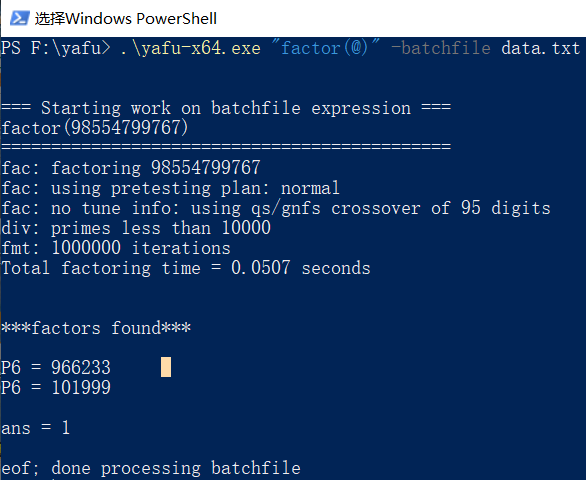 选择Windows PowerShell
PS F:\yafu> .\yafu-x64.exe "factor(@)" -batchfile data.txt
=== Starting work on batchfile expression ===
factor(98554799767)
=============================================
fac: factoring 98554799767
fac: using pretesting plan: normal
fac: no tune info: using qs/gnfs crossover of 95 digits
div: primes less than 10000
fmt: 1000000 iterations
Total factoring time = 0.0507 seconds
***factors found***
P6 = 966233
P6 = 101999
ans = 1
eof; done processing batchfile